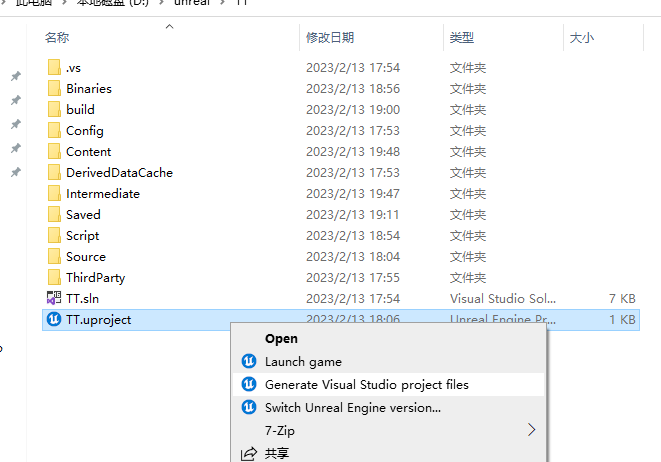 此电脑 > 本地磁盘 (D:) > unreal > TT
名称 修改日期 类型 大小
.vs 2023/2/13 17:54 文件夹
Binaries 2023/2/13 18:56 文件夹
build 2023/2/13 19:00 文件夹
Config 2023/2/13 17:53 文件夹
Content 2023/2/13 19:48 文件夹
DerivedDataCache 2023/2/13 17:53 文件夹
Intermediate 2023/2/13 19:47 文件夹
Saved 2023/2/13 19:11 文件夹
Script 2023/2/13 18:54 文件夹
Source 2023/2/13 18:04 文件夹
ThirdParty 2023/2/13 17:55 文件夹
TT.sln 2023/2/13 17:54 Visual Studio Sol... 7 KB
TT.uproject 2023/2/13 18:06 Unreal Engine Pr... 1 KB
Open
Launch game
Generate Visual Studio project files
Switch Unreal Engine version...
7-Zip
共享